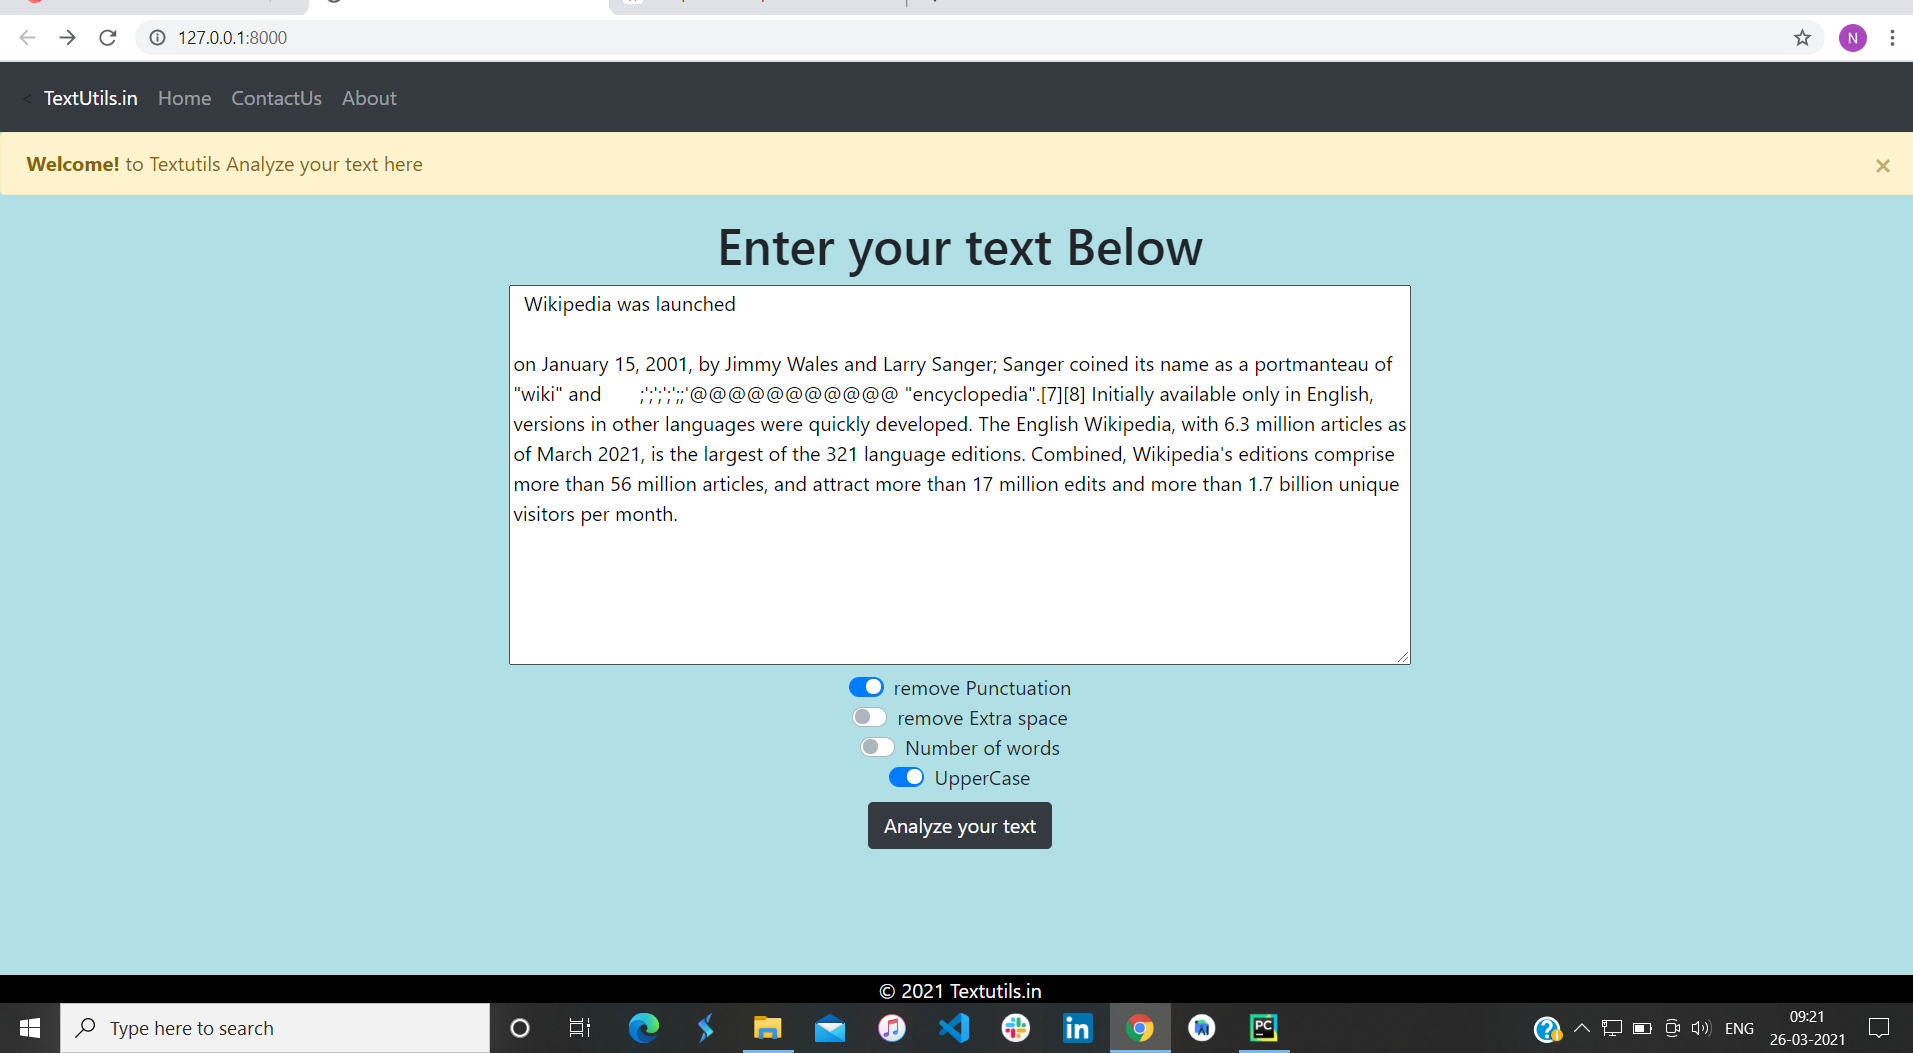 127.0.0.1:8000
N
< TextUtils.in Home ContactUs About
Welcome! to Textutils Analyze your text here ×
Enter your text Below
Wikipedia was launched
on January 15, 2001, by Jimmy Wales and Larry Sanger; Sanger coined its name as a portmanteau of
"wiki" and ;';';';';;'@@@@@@@@@@@ "encyclopedia".[7][8] Initially available only in English,
versions in other languages were quickly developed. The English Wikipedia, with 6.3 million articles as
of March 2021, is the largest of the 321 language editions. Combined, Wikipedia's editions comprise
more than 56 million articles, and attract more than 17 million edits and more than 1.7 billion unique
visitors per month.
remove Punctuation
remove Extra space
Number of words
UpperCase
Analyze your text
© 2021 Textutils.in
Type here to search
in
PC
ENG
09:21
26-03-2021